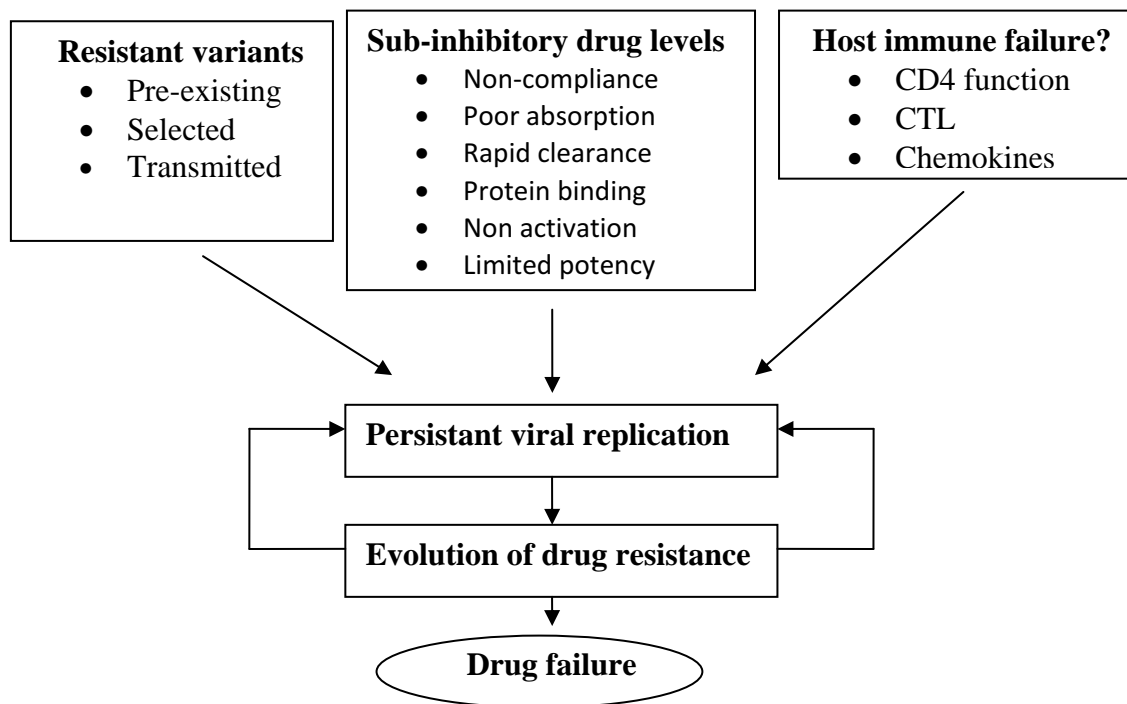 Resistant variants
• Pre-existing
• Selected
• Transmitted
Sub-inhibitory drug levels
• Non-compliance
• Poor absorption
• Rapid clearance
• Protein binding
• Non activation
• Limited potency
Host immune failure?
• CD4 function
• CTL
• Chemokines
Persistant viral replication
Evolution of drug resistance
Drug failure